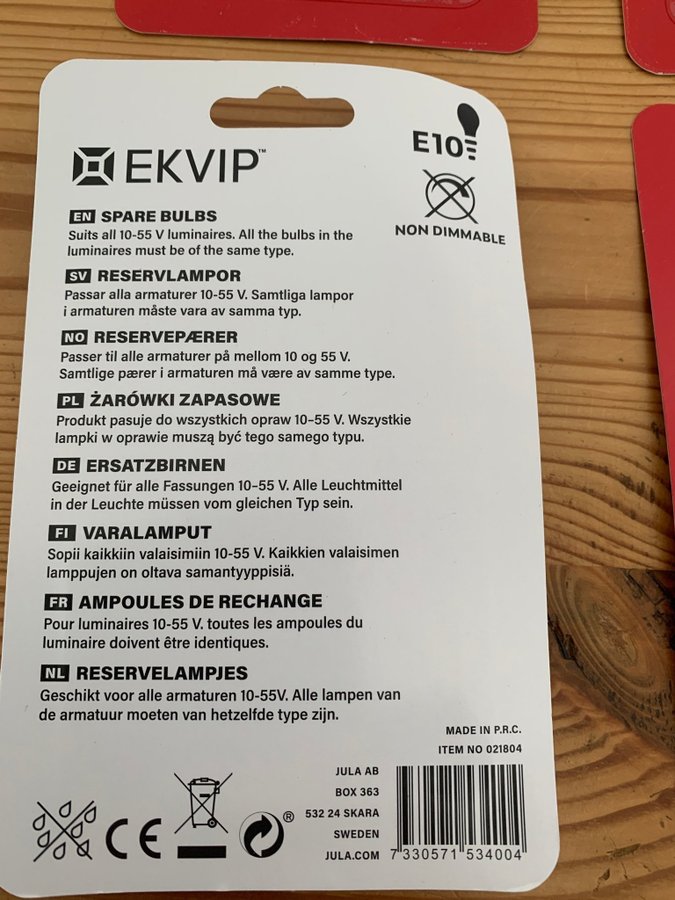 EKVIP™
E10
NON DIMMABLE
EN SPARE BULBS
Suits all 10-55 V luminaires. All the bulbs in the
luminaires must be of the same type.
SV RESERVLAMPOR
Passar alla armaturer 10-55 V. Samtliga lampor
i armaturen måste vara av samma typ.
NO RESERVEPÆRER
Passer til alle armaturer på mellom 10 og 55 V.
Samtlige pærer i armaturen må være av samme type.
PL ŻARÓWKI ZAPASOWE
Produkt pasuje do wszystkich opraw 10–55 V. Wszystkie
lampki w oprawie muszą być tego samego typu.
DE ERSATZBIRNEN
Geeignet für alle Fassungen 10–55 V. Alle Leuchtmittel
in der Leuchte müssen vom gleichen Typ sein.
FI VARALAMPUT
Sopii kaikkiin valaisimiin 10-55 V. Kaikkien valaisimen
lamppujen on oltava samantyyppisiä.
FR AMPOULES DE RECHANGE
Pour luminaires 10-55 V. toutes les ampoules du
luminaire doivent être identiques.
NL RESERVELAMPJES
Geschikt voor alle armaturen 10-55V. Alle lampen van
de armatuur moeten van hetzelfde type zijn.
MADE IN P.R.C.
ITEM NO 021804
JULA AB
BOX 363
532 24 SKARA
SWEDEN
JULA.COM
CE
®
7 330571 534004